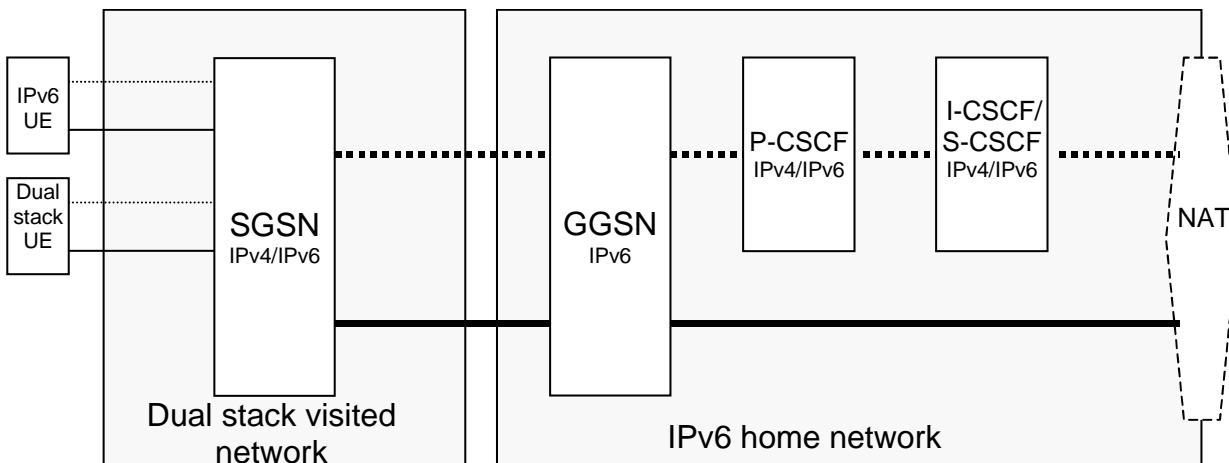 IPv6
UE
Dual
stack
UE
SGSN
IPv4/IPv6
GGSN
IPv6
P-CSCF
IPv4/IPv6
I-CSCF/
S-CSCF
IPv4/IPv6
NAT
Dual stack visited
network
IPv6 home network